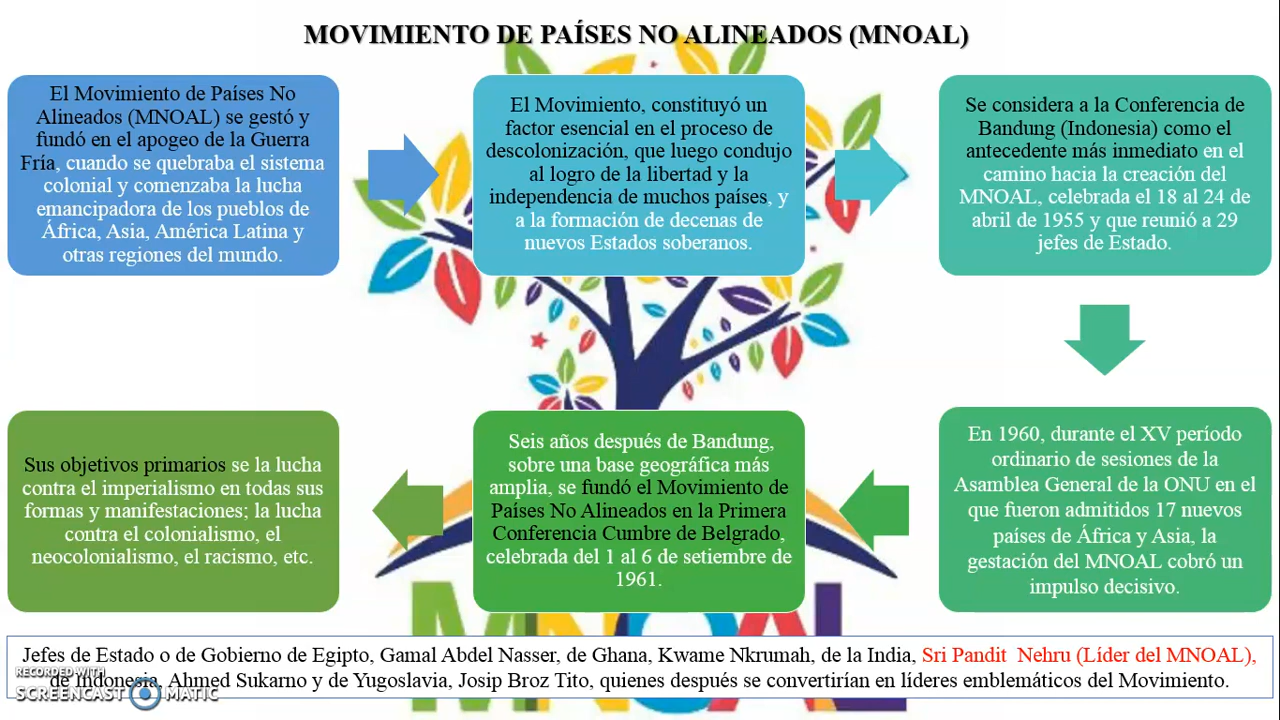 MOVIMIENTO DE PAÍSES NO ALINEADOS (MNOAL)
El Movimiento de Países No
Alineados (MNOAL) se gestó y
fundó en el apogeo de la Guerra
Fría, cuando se quebraba el sistema
colonial y comenzaba la lucha
emancipadora de los pueblos de
África, Asia, América Latina y
otras regiones del mundo.
El Movimiento, constituyó un
factor esencial en el proceso de
descolonización, que luego condujo
al logro de la libertad y la
independencia de muchos países, y
a la formación de decenas de
nuevos Estados soberanos.
Se considera a la Conferencia de
Bandung (Indonesia) como el
antecedente más inmediato en el
camino hacia la creación del
MNOAL, celebrada el 18 al 24 de
abril de 1955 y que reunió a 29
jefes de Estado.
En 1960, durante el XV período
ordinario de sesiones de la
Asamblea General de la ONU en el
que fueron admitidos 17 nuevos
países de África y Asia, la
gestación del MNOAL cobró un
impulso decisivo.
Seis años después de Bandung,
sobre una base geográfica más
amplia, se fundó el Movimiento de
Países No Alineados en la Primera
Conferencia Cumbre de Belgrado,
celebrada del 1 al 6 de setiembre de
1961.
Sus objetivos primarios se la lucha
contra el imperialismo en todas sus
formas y manifestaciones; la lucha
contra el colonialismo, el
neocolonialismo, el racismo, etc.
MNOAL
Jefes de Estado o de Gobierno de Egipto, Gamal Abdel Nasser, de Ghana, Kwame Nkrumah, de la India, Sri Pandit Nehru (Líder del MNOAL),
de Indonesia, Ahmed Sukarno y de Yugoslavia, Josip Broz Tito, quienes después se convertirían en líderes emblemáticos del Movimiento.
RECORDED WITH
SCREENCAST MATIC